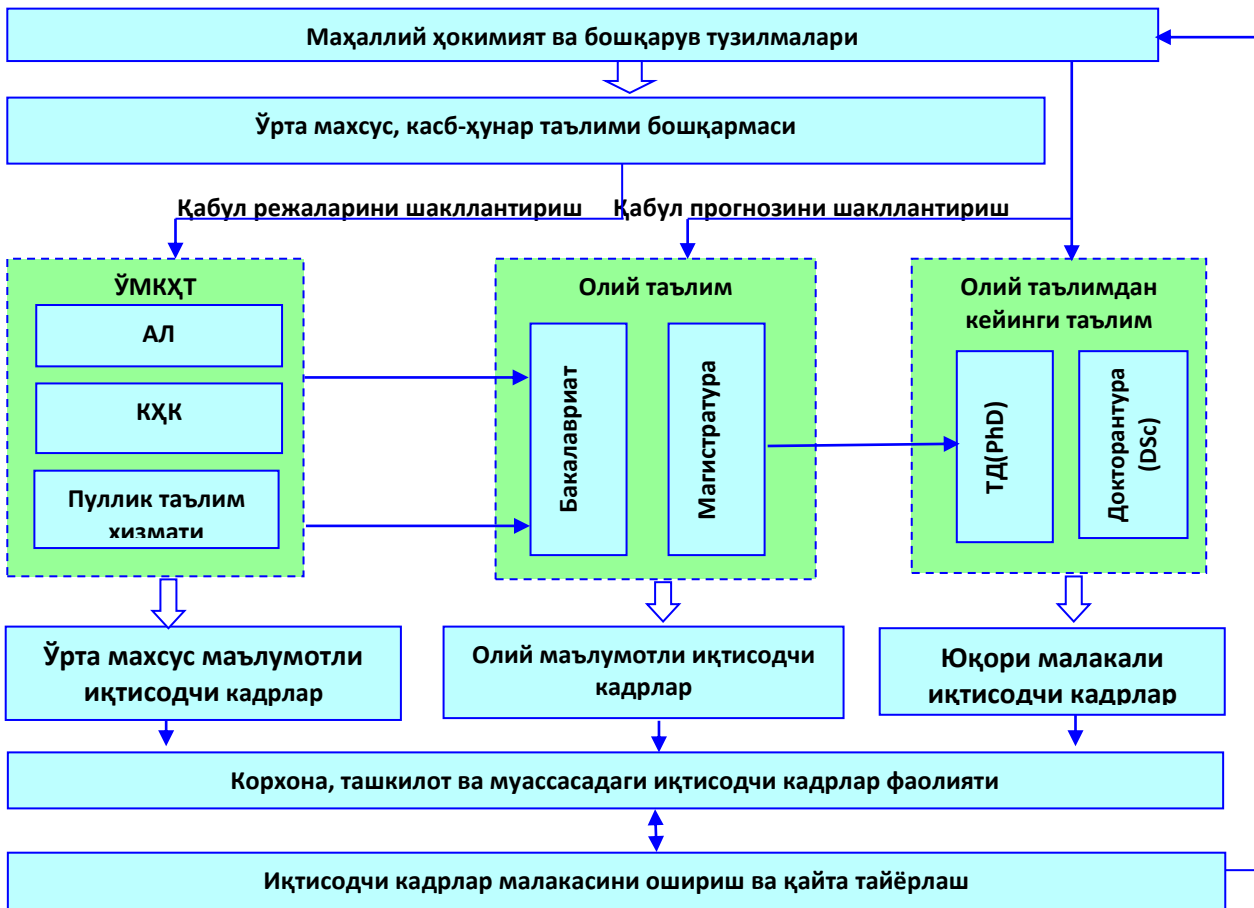 Маҳаллий ҳокимият ва бошқарув тузилмалари
Ўрта махсус, касб-ҳунар таълими бошқармаси
Қабул режаларини шакллантириш
Қабул прогнозини шакллантириш
ЎМКҲТ
АЛ
КҲК
Пуллик таълим
хизмати
Олий таълим
Бакалавриат
Магистратура
Олий таълимдан
кейинги таълим
ТД(PhD)
Докторантура
(DSc)
Ўрта махсус маълумотли
иқтисодчи кадрлар
Олий маълумотли иқтисодчи
кадрлар
Юқори малакали
иқтисодчи кадрлар
Корхона, ташкилот ва муассасадаги иқтисодчи кадрлар фаолияти
Иқтисодчи кадрлар малакасини ошириш ва қайта тайёрлаш